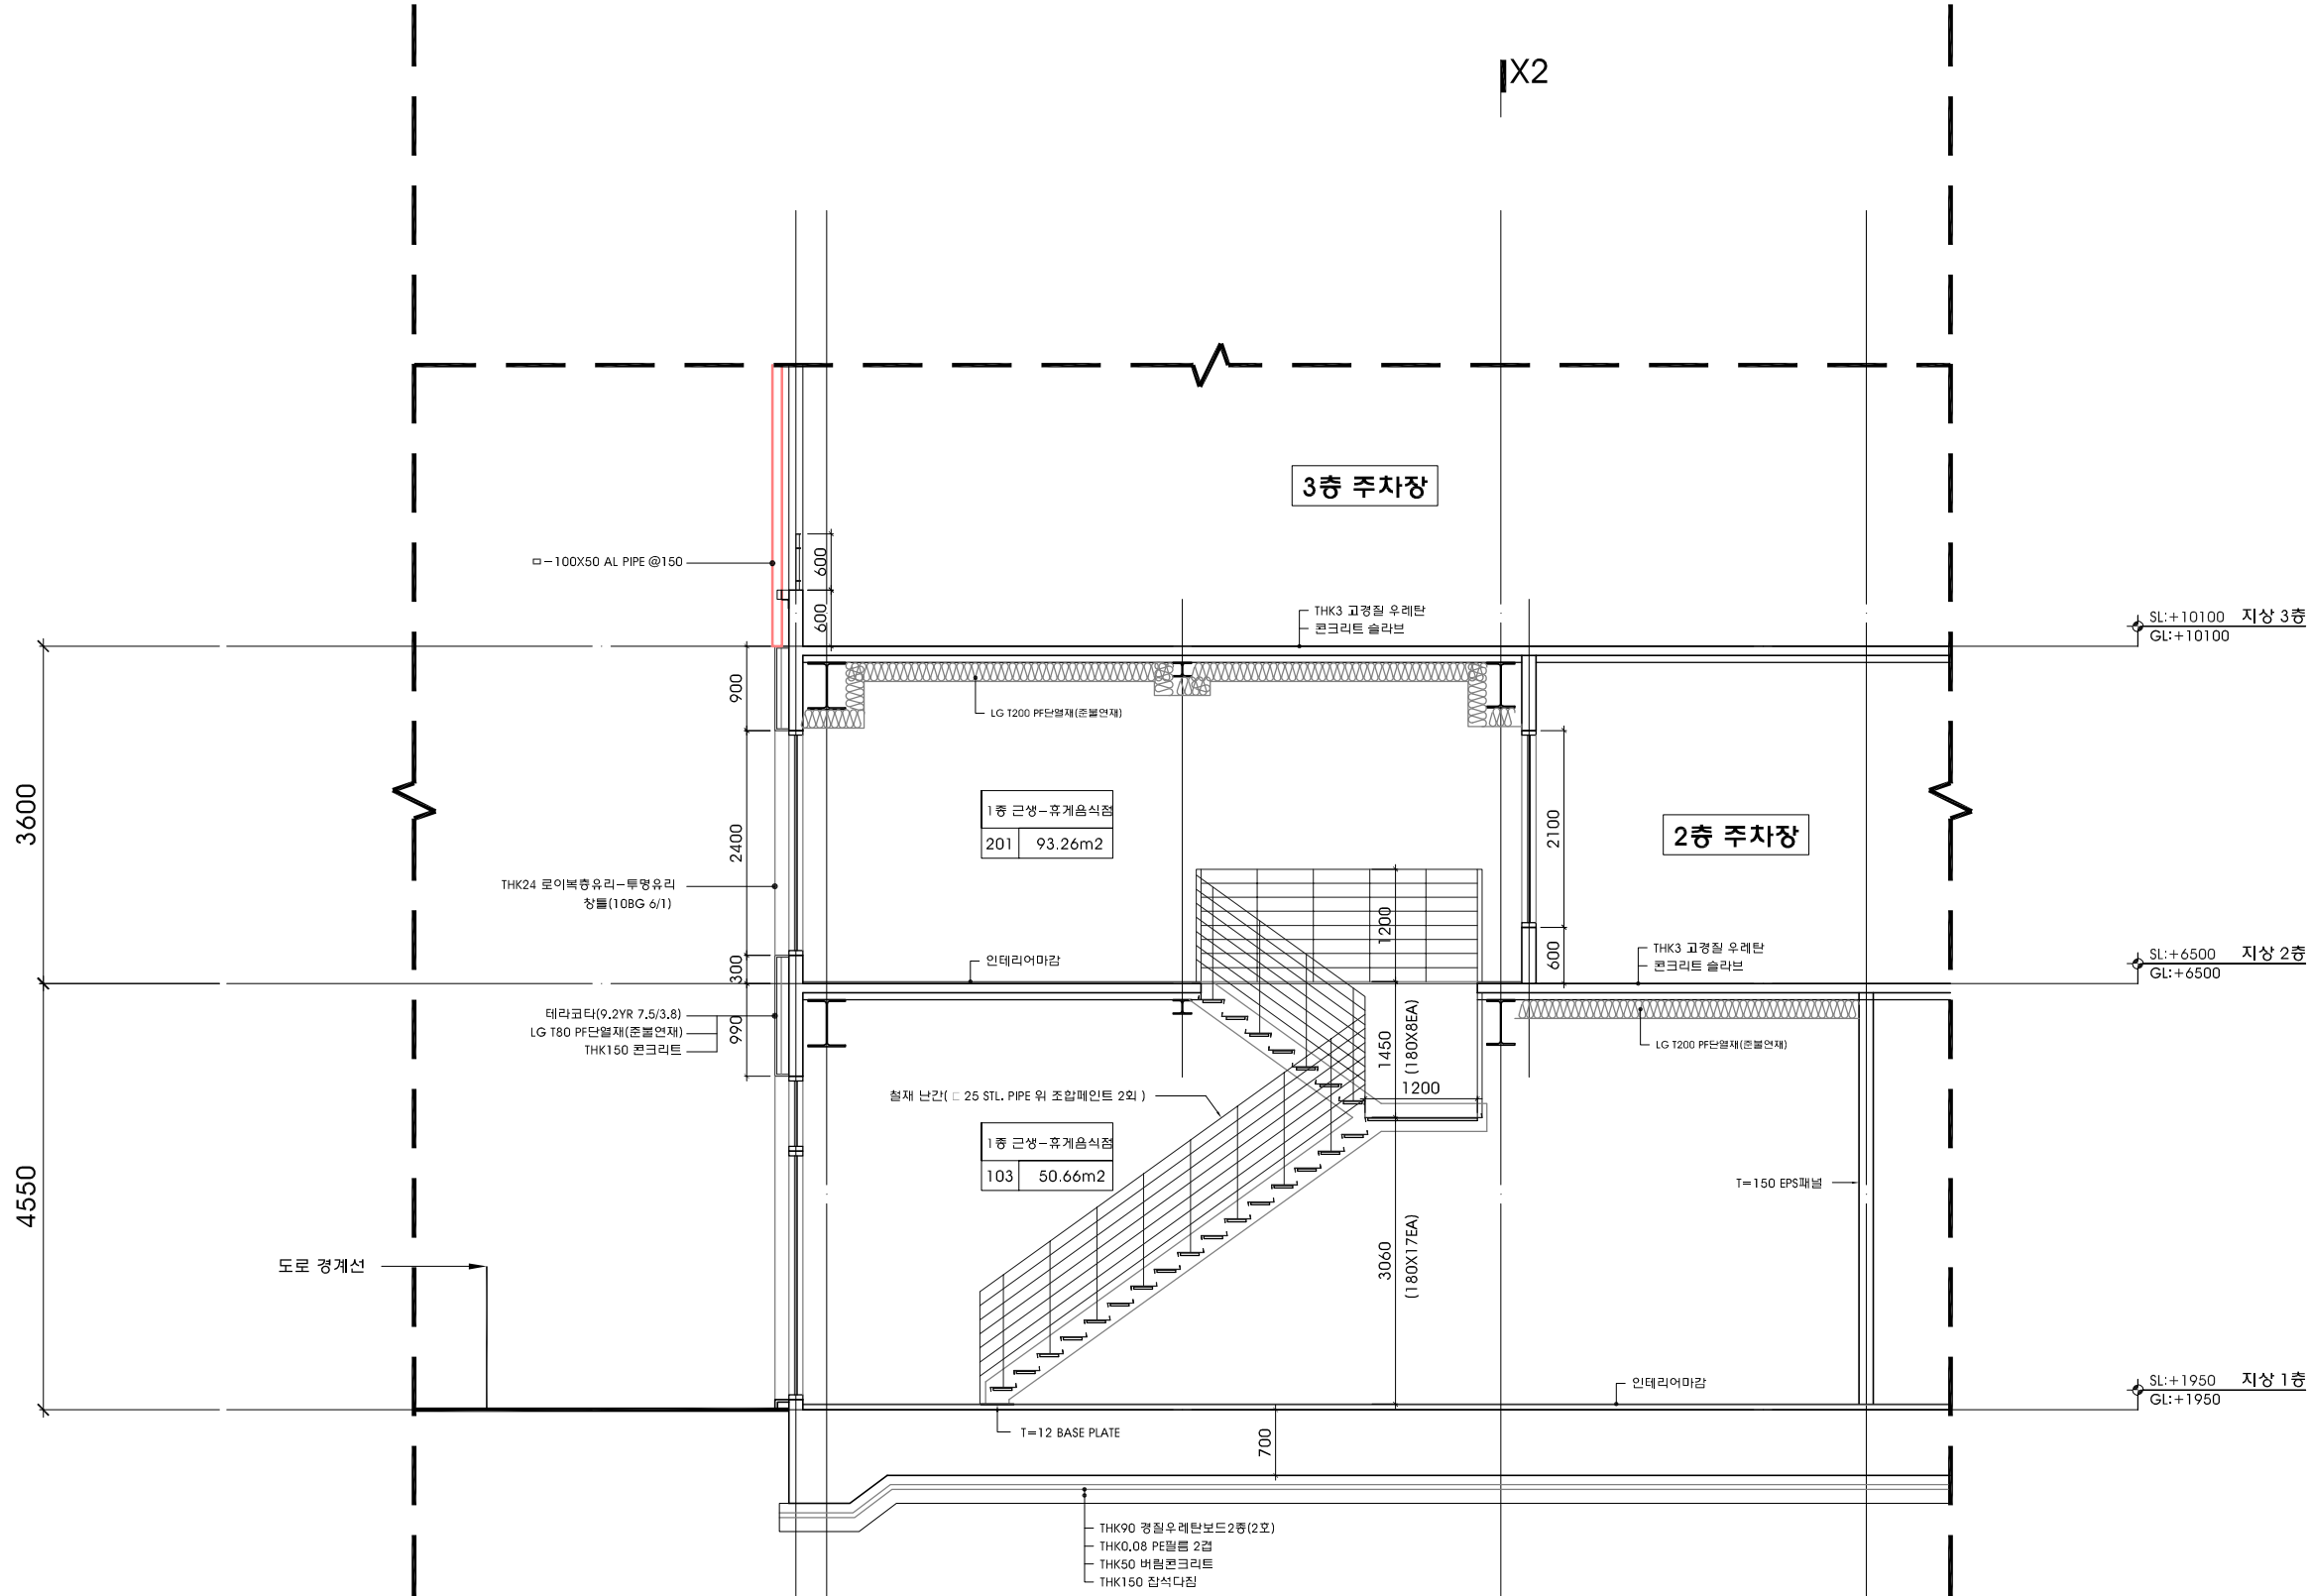 X2
3층 주차장
ㅁ-100X50 AL PIPE @150
600
600
THK3 고경질 우레탄
콘크리트 슬라브
SL:+10100 지상 3층
GL:+10100
900
LG T200 PF단열재(준불연재)
3600
2400
1종 근생-휴게음식점
201 93.26m2
2100
2층 주차장
THK24 로이복층유리-투명유리
창틀(10BG 6/1)
1200
600
THK3 고경질 우레탄
콘크리트 슬라브
SL:+6500 지상 2층
GL:+6500
300
인테리어마감
테라코타(9.2YR 7.5/3.8)
LG T80 PF단열재(준불연재)
THK150 콘크리트
990
1450
(180X8EA)
LG T200 PF단열재(준불연재)
1200
철재 난간( □ 25 STL. PIPE 위 조합페인트 2회 )
1종 근생-휴게음식점
103 50.66m2
4550
T=150 EPS패널
3060
(180X17EA)
도로 경계선
인테리어마감
SL:+1950 지상 1층
GL:+1950
T=12 BASE PLATE
700
THK90 경질우레탄보드2종(2호)
THK0.08 PE필름 2겹
THK50 버림콘크리트
THK150 잡석다짐